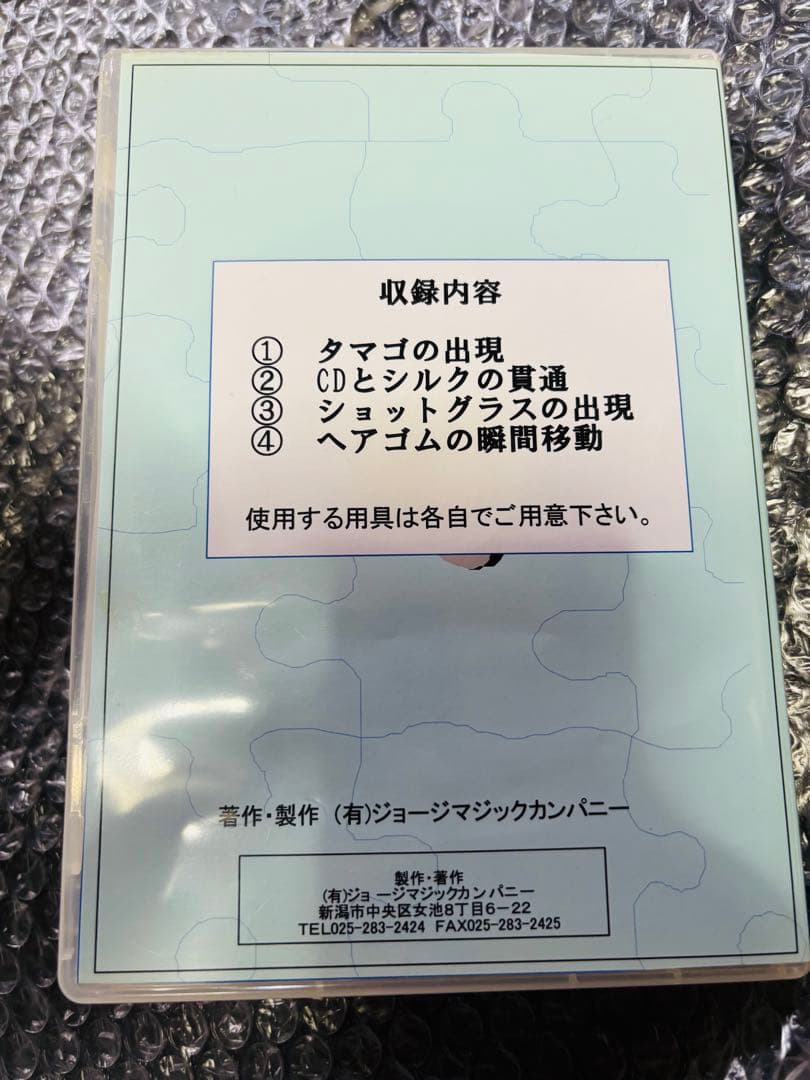 収録内容
① タマゴの出現
② CDとシルクの貫通
③ ショットグラスの出現
④ ヘアゴムの瞬間移動
使用する用具は各自でご用意下さい。
著作・製作 (有)ジョージマジックカンパニー
製作・著作
(有)ジョージマジックカンパニー
新潟市中央区女池8丁目6-22
TEL025-283-2424 FAX025-283-2425